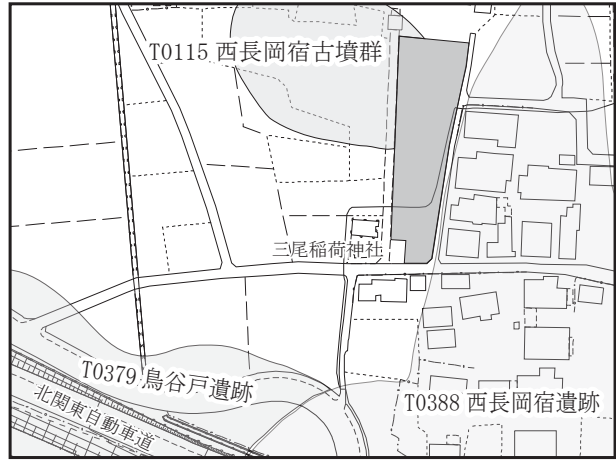 T0115 西長岡宿古墳群
三尾稲荷神社
T0379 鳥谷戸遺跡
T0388 西長岡宿遺跡
北関東自動車道